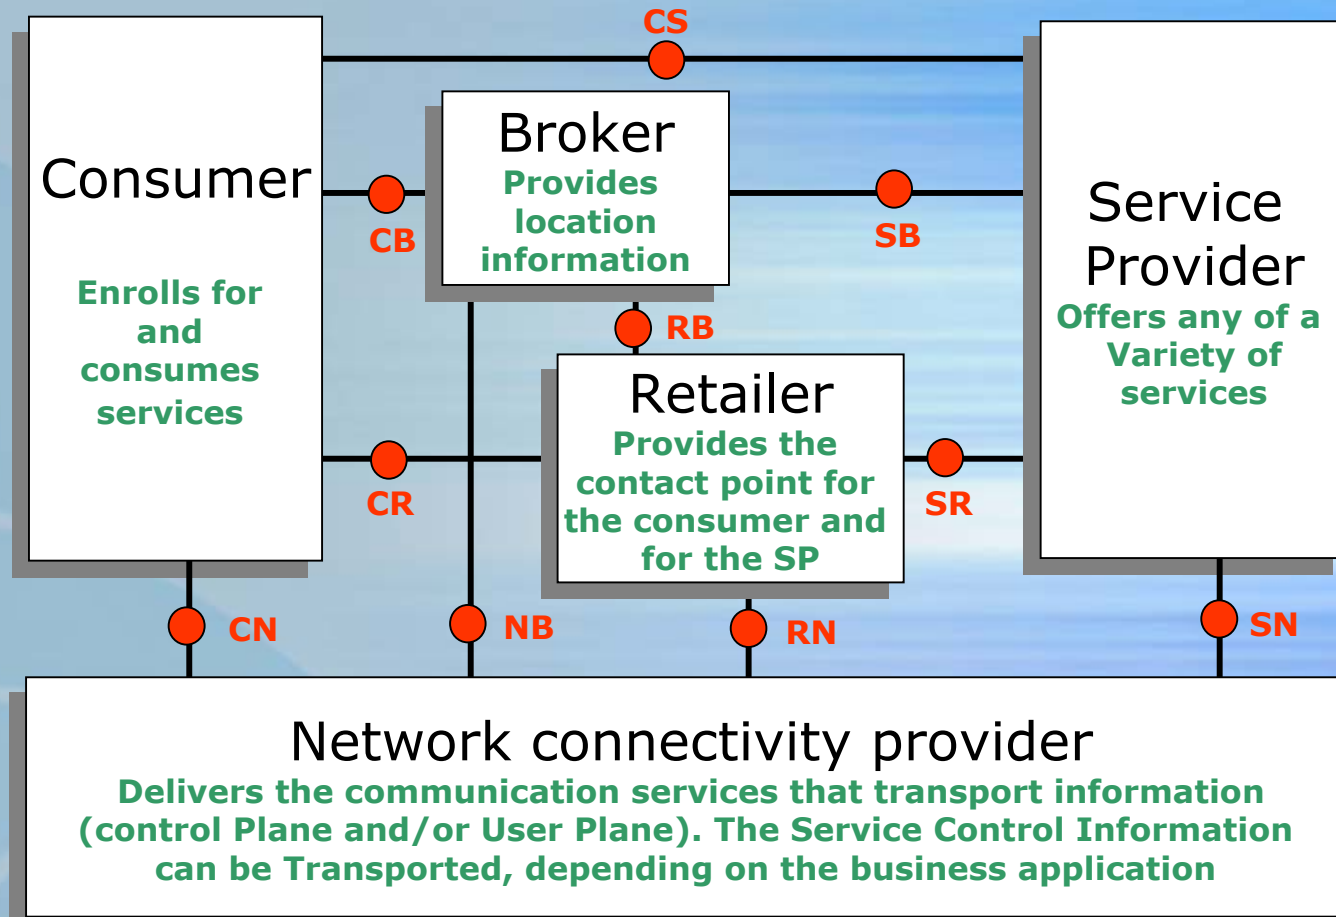 CS
Consumer
Enrolls for
and
consumes
services
CB
Broker
Provides
location
information
SB
Service
Provider
Offers any of a
Variety of
services
RB
Retailer
Provides the
contact point for
the consumer and
for the SP
CR
SR
CN
NB
RN
SN
Network connectivity provider
Delivers the communication services that transport information
(control Plane and/or User Plane). The Service Control Information
can be Transported, depending on the business application